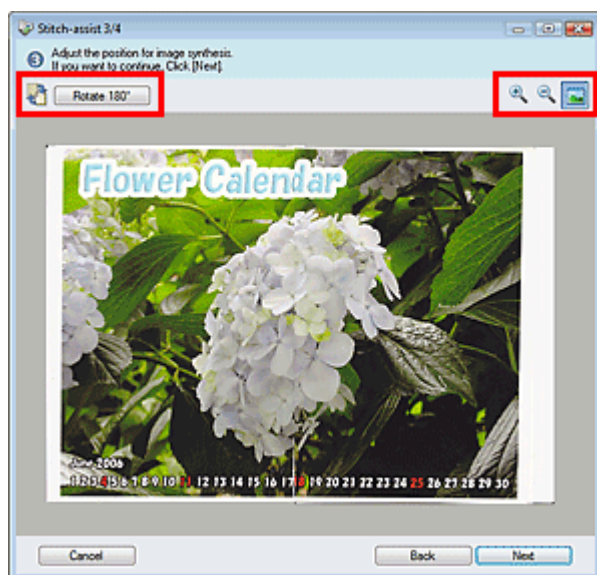 Stitch-assist 3/4
3 Adjust the position for image synthesis.
If you want to continue, Click [Next].
Rotate 180°
Flower Calendar
June 2006
1 2 3 4 5 6 7 8 9 10 11 12 13 14 15 16 17 18 19 20 21 22 23 24 25 26 27 28 29 30
Cancel
Back
Next